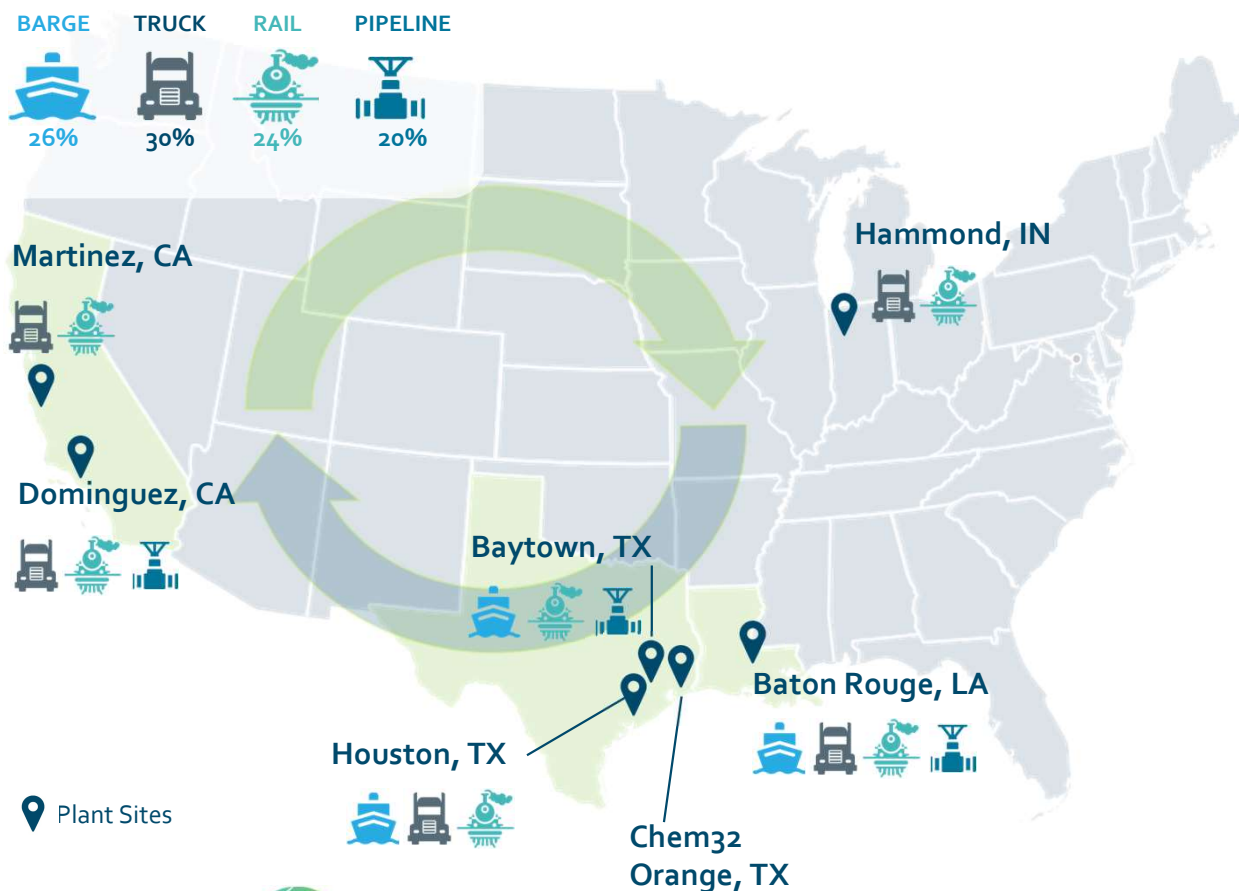 BARGE TRUCK RAIL PIPELINE
26% 30% 24% 20%
Martinez, CA
Hammond, IN
Dominguez, CA
Baytown, TX
Baton Rouge, LA
Houston, TX
Plant Sites
Chem32
Orange, TX